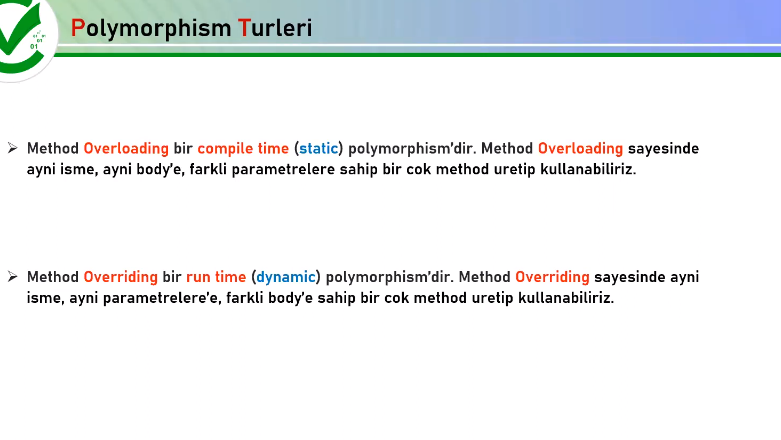 Polymorphism Turleri
Method Overloading bir compile time (static) polymorphism'dir. Method Overloading sayesinde
ayni isme, ayni body'e, farkli parametrelere sahip bir cok method uretip kullanabiliriz.
Method Overriding bir run time (dynamic) polymorphism'dir. Method Overriding sayesinde ayni
isme, ayni parametrelere'e, farkli body'e sahip bir cok method uretip kullanabiliriz.